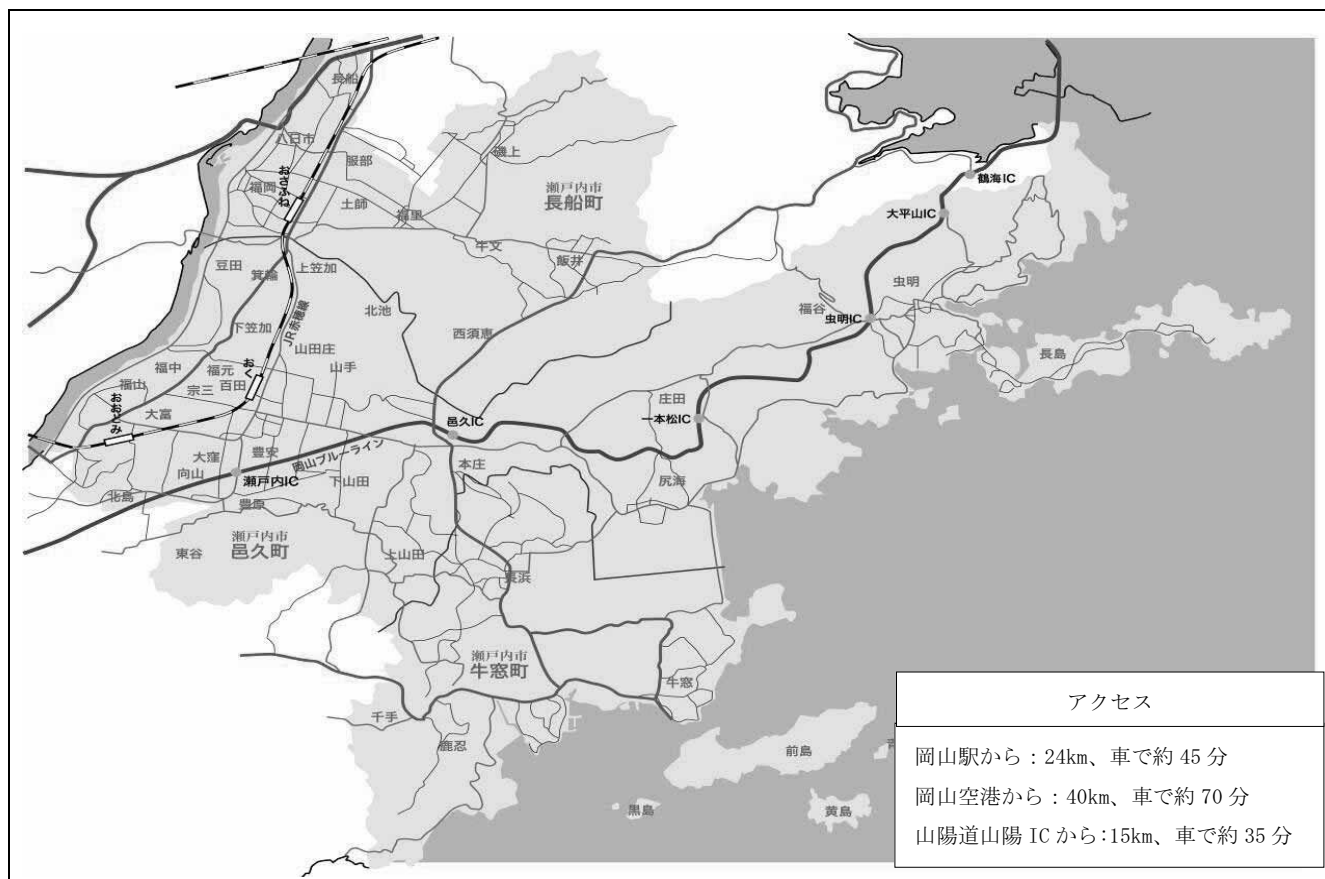 長船
八日市
服部
磯上
おさふね
福岡
土師
福里
瀬戸内市
長船町
鶴海IC
大平山IC
牛文
飯井
豆田
箕輪
上笠加
虫明
北池
福谷
虫明IC
下笠加
JR赤穂線
西須恵
山田庄
山手
長島
福中
福元
おく
福山
宗三
百田
庄田
おおどみ
大富
邑久IC
一本松IC
大窪
豊安
岡山ブルーライン
本庄
向山
瀬戸内IC
下山田
尻海
北島
豊原
瀬戸内市
邑久町
東谷
上山田
長浜
瀬戸内市
牛窓町
牛窓
千手
鹿忍
前島
黒島
黄島
アクセス
岡山駅から：24km、車で約 45 分
岡山空港から：40km、車で約 70 分
山陽道山陽 IC から:15km、車で約 35 分